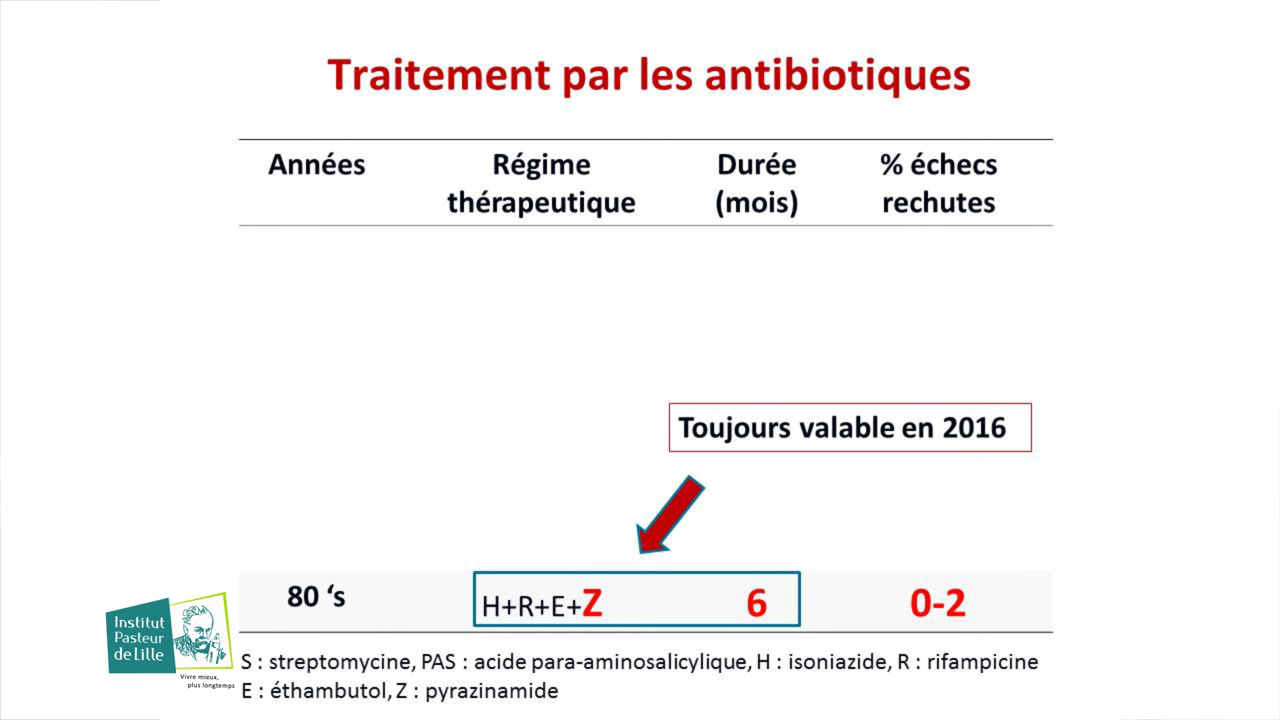 Traitement par les antibiotiques
Années Régime Durée % échecs
thérapeutique (mois) rechutes
Toujours valable en 2016
80 ‘s H+R+E+Z 6 0-2
Institut
Pasteur
de Lille
Vivre mieux,
plus longtemps
S : streptomycine, PAS : acide para-aminosalicylique, H : isoniazide, R : rifampicine
E : éthambutol, Z : pyrazinamide